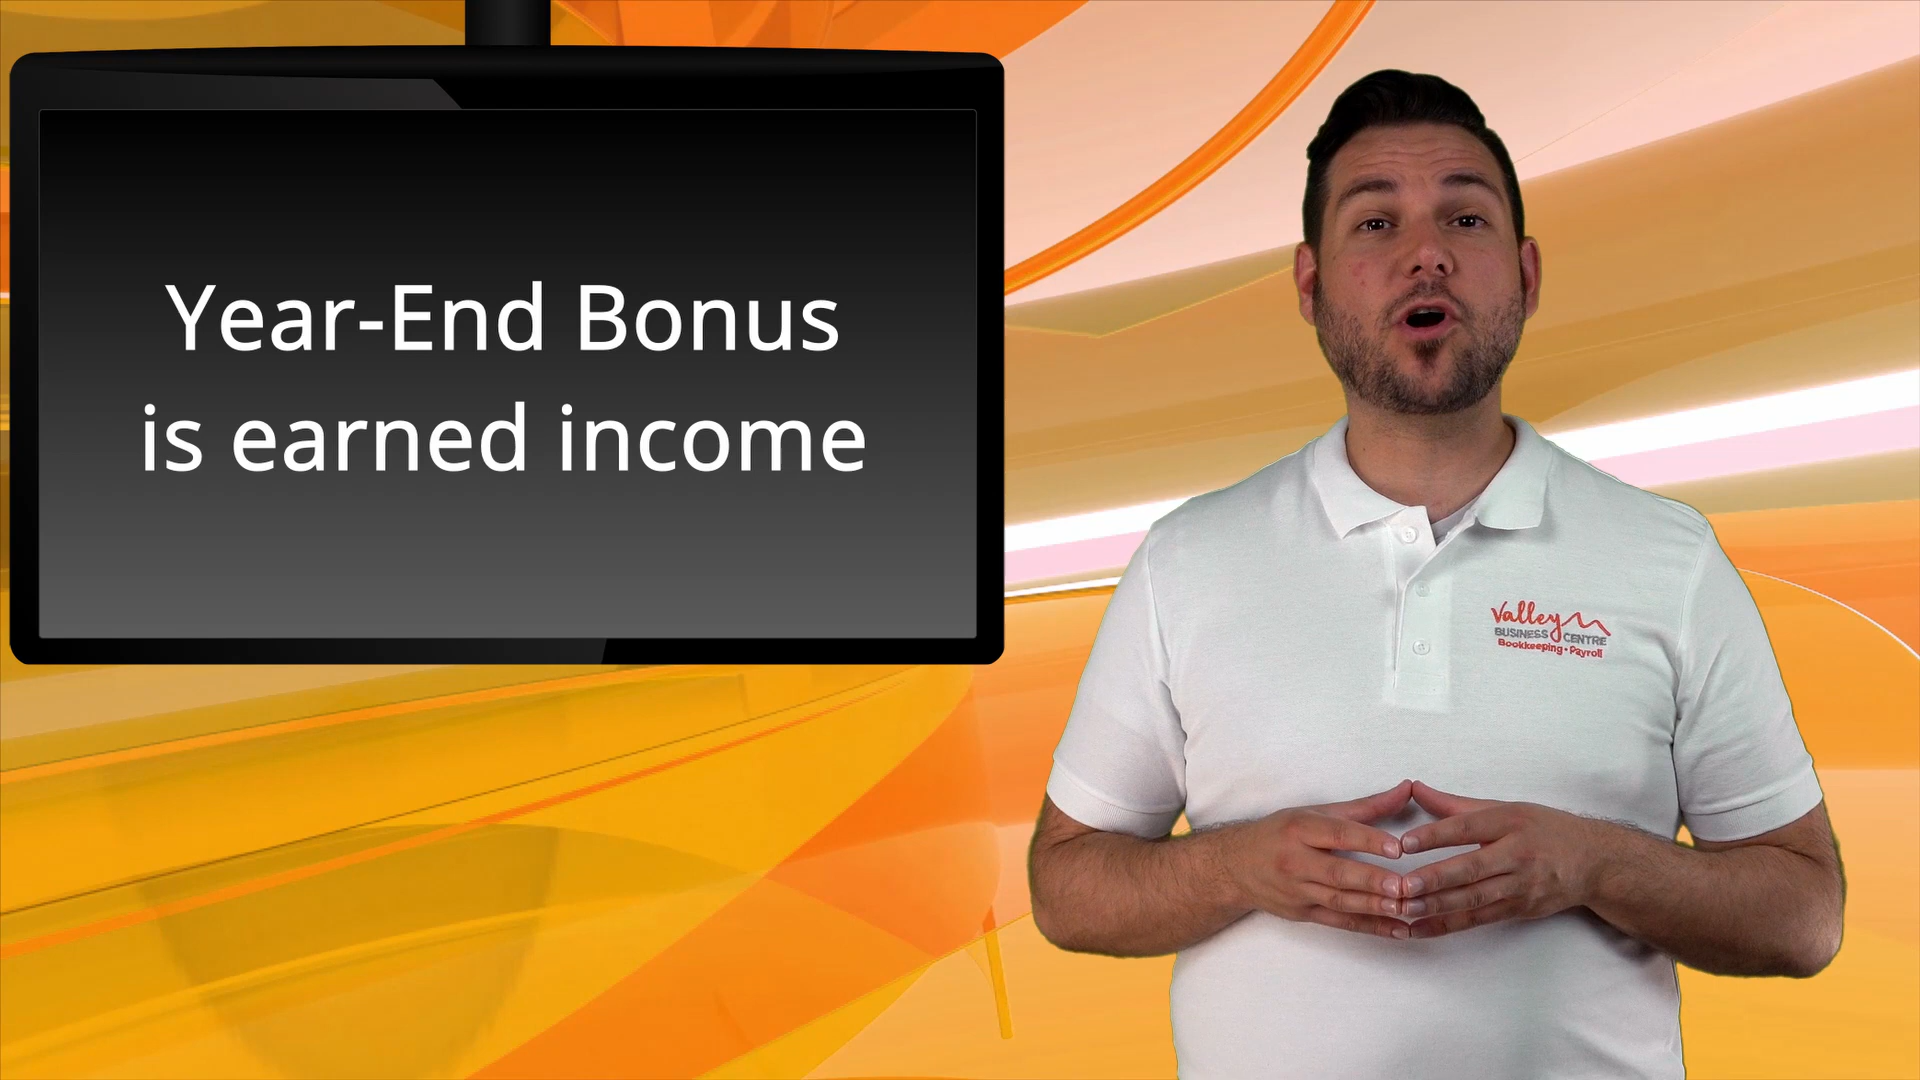 Year-End Bonus
is earned income
Valley
BUSINESS CENTRE
Bookkeeping • Payroll